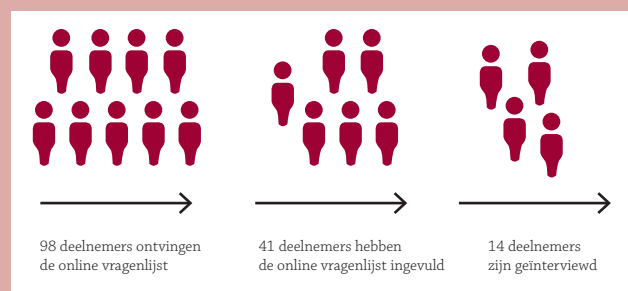 98 deelnemers ontvingen
de online vragenlijst
41 deelnemers hebben
de online vragenlijst ingevuld
14 deelnemers
zijn geïnterviewd